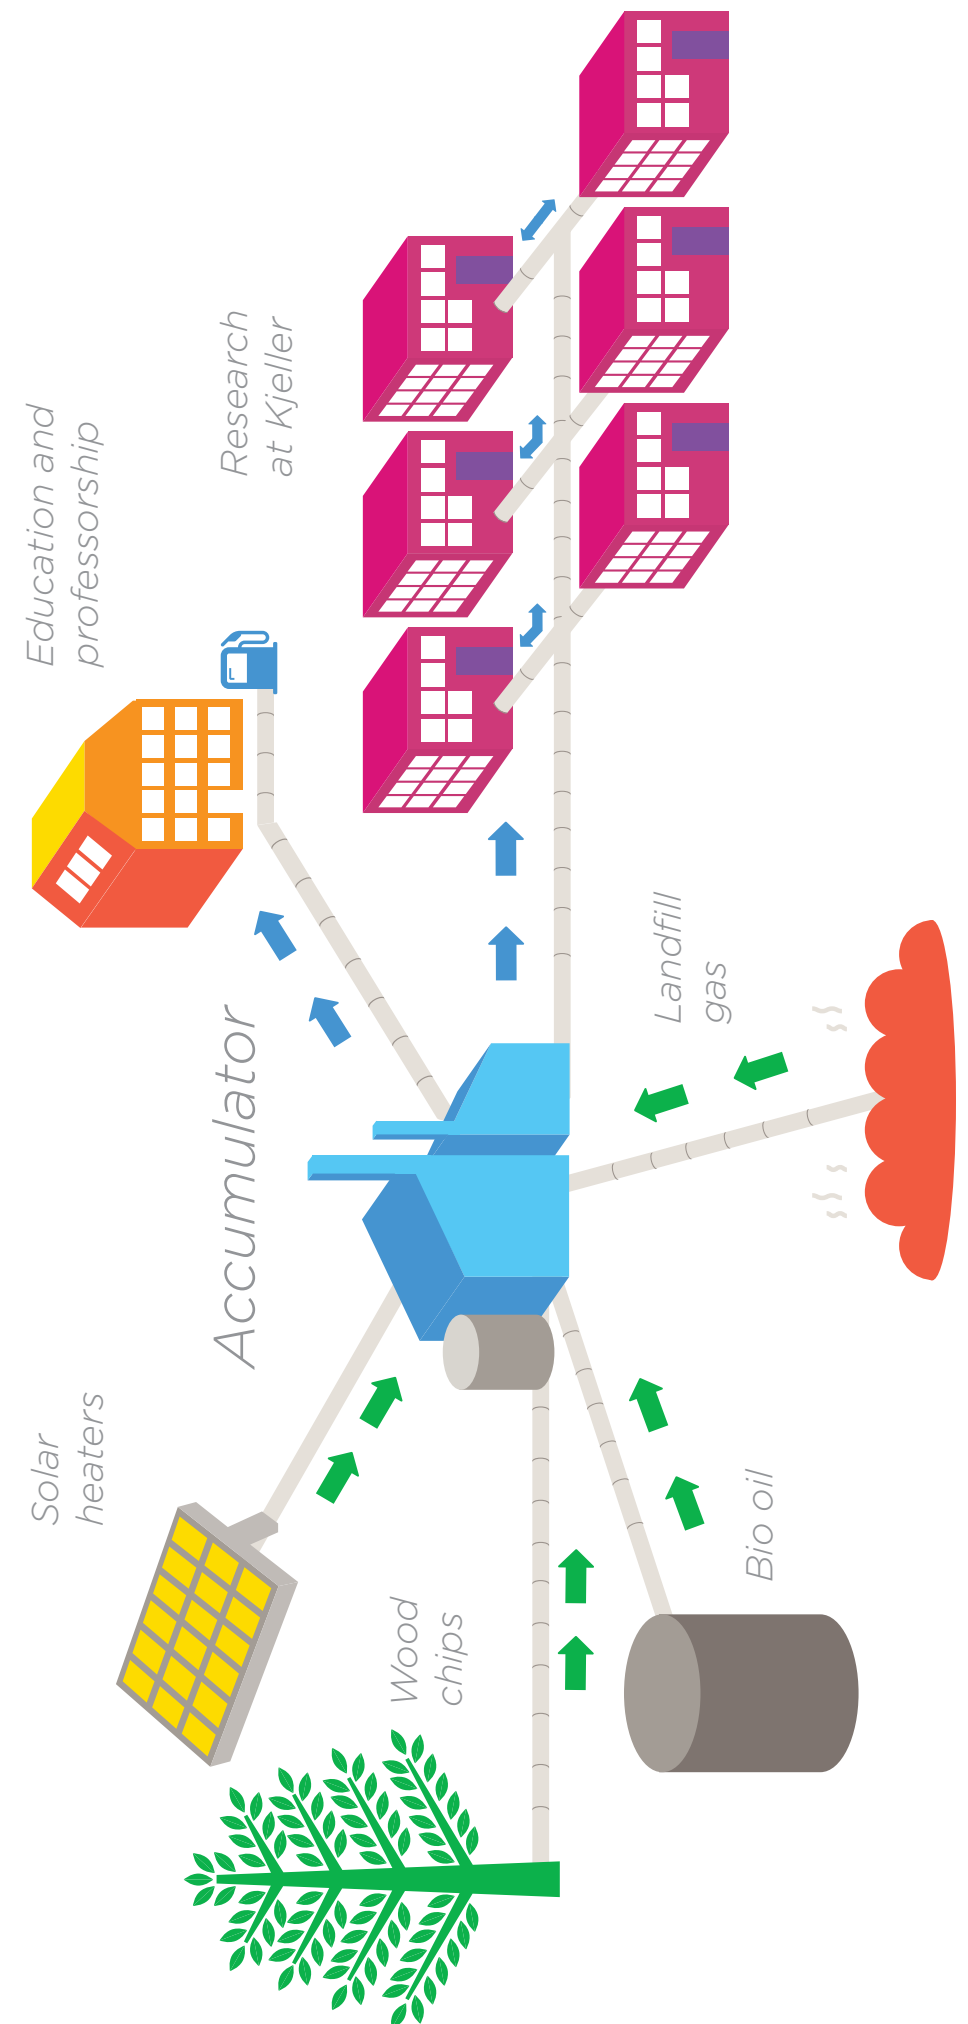 Solar
heaters
Wood
chips
Bio oil
Accumulator
Landfill
gas
Education and
professorship
Research
at Kjeller